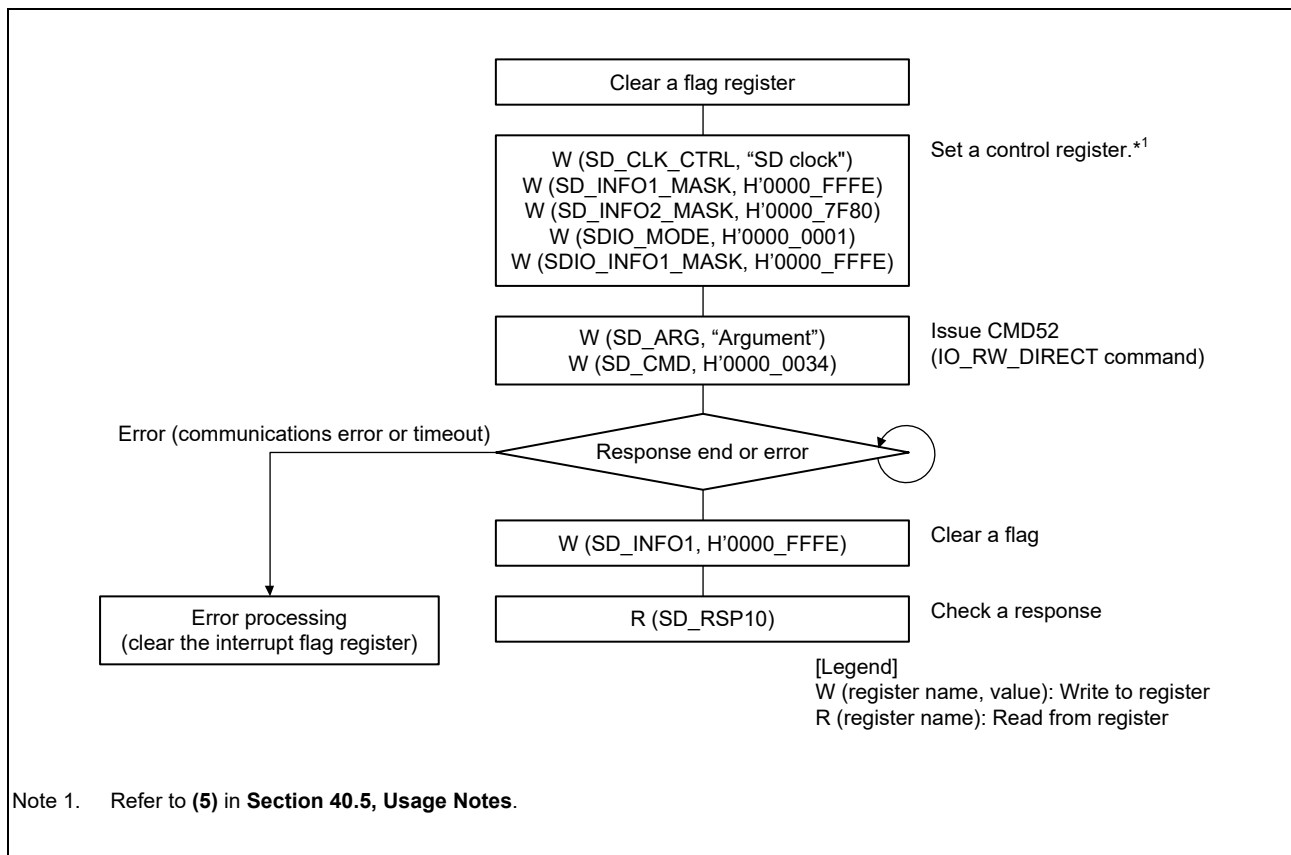 Clear a flag register
W (SD_CLK_CTRL, “SD clock")
W (SD_INFO1_MASK, H’0000_FFFE)
W (SD_INFO2_MASK, H’0000_7F80)
W (SDIO_MODE, H’0000_0001)
W (SDIO_INFO1_MASK, H’0000_FFFE)
Set a control register.*1
W (SD_ARG, “Argument”)
W (SD_CMD, H’0000_0034)
Issue CMD52
(IO_RW_DIRECT command)
Error (communications error or timeout)
Response end or error
W (SD_INFO1, H’0000_FFFE)
Clear a flag
Error processing
(clear the interrupt flag register)
R (SD_RSP10)
Check a response
[Legend]
W (register name, value): Write to register
R (register name): Read from register
Note 1. Refer to (5) in Section 40.5, Usage Notes.